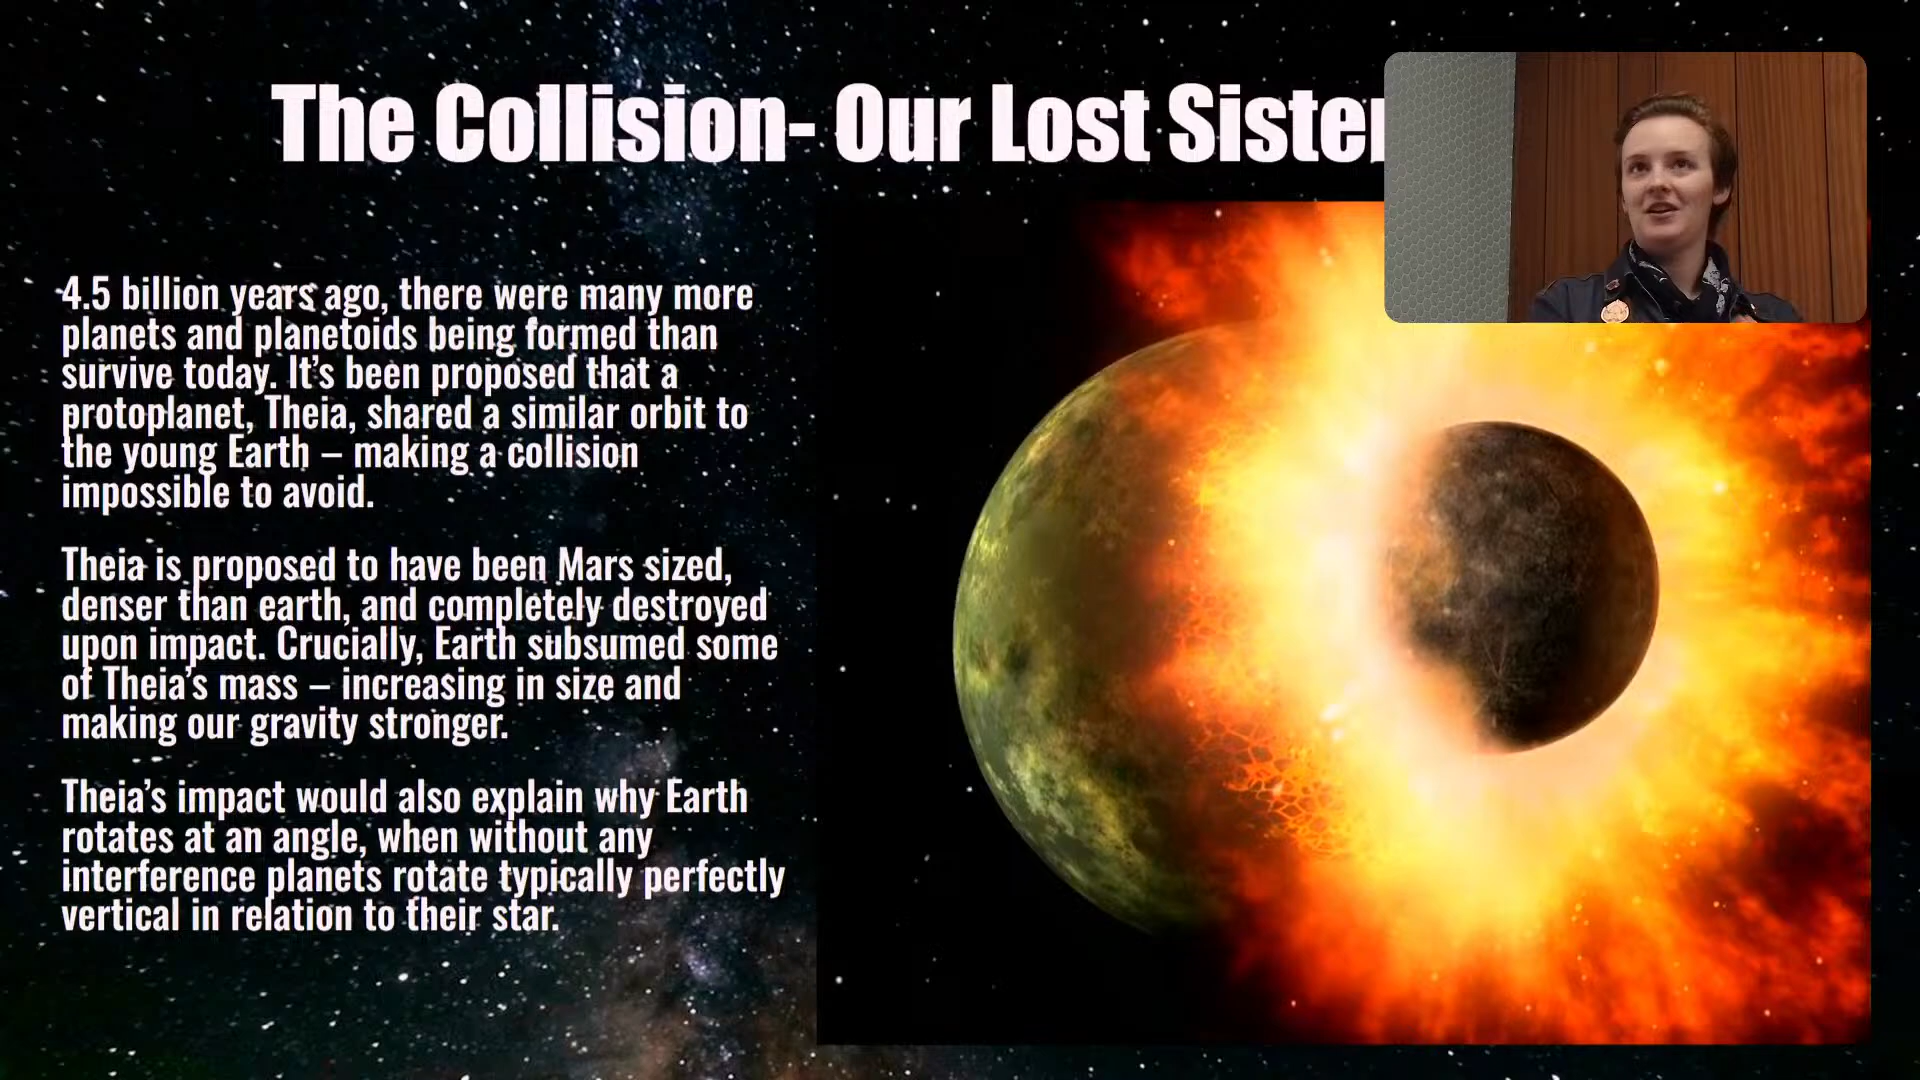 The Collision- Our Lost Sister
4.5 billion years ago, there were many more
planets and planetoids being formed than
survive today. It's been proposed that a
protoplanet, Theia, shared a similar orbit to
the young Earth – making a collision
impossible to avoid.
Theia is proposed to have been Mars sized,
denser than earth, and completely destroyed
upon impact. Crucially, Earth subsumed some
of Theia's mass – increasing in size and
making our gravity stronger.
Theia's impact would also explain why Earth
rotates at an angle, when without any
interference planets rotate typically perfectly
vertical in relation to their star.